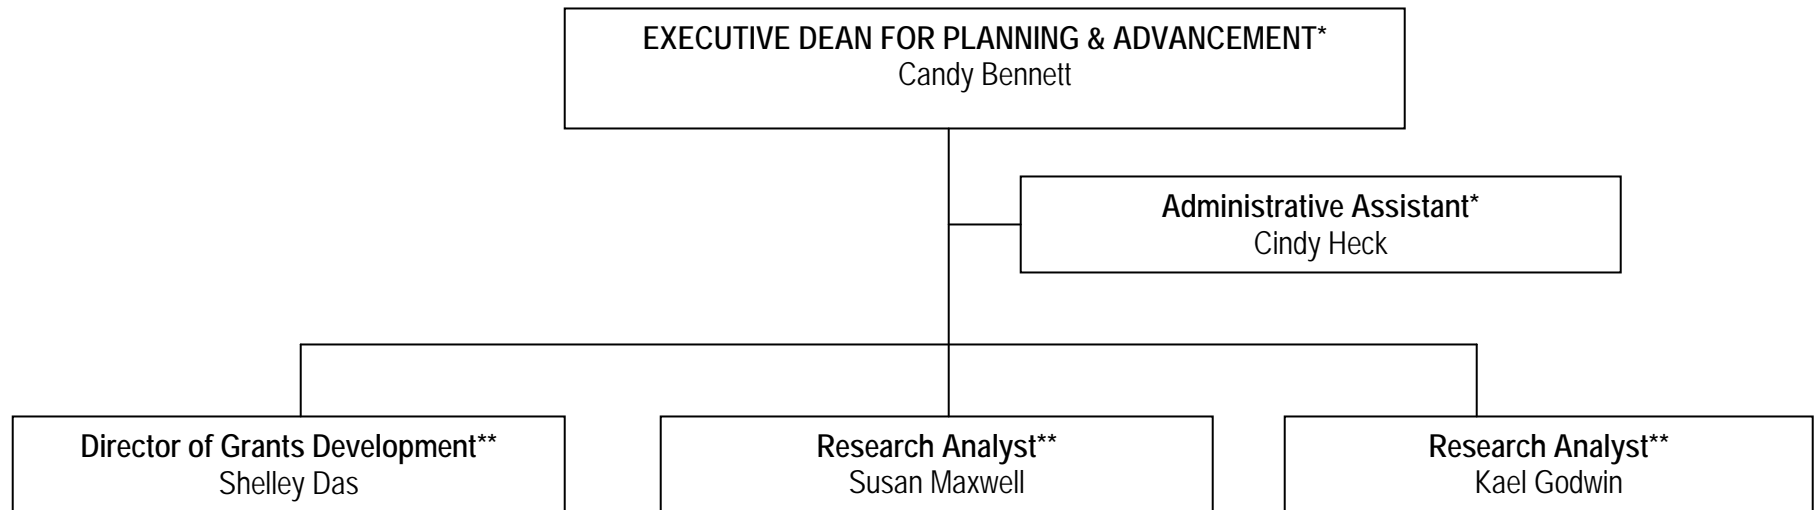 EXECUTIVE DEAN FOR PLANNING & ADVANCEMENT*
Candy Bennett
Administrative Assistant*
Cindy Heck
Director of Grants Development**
Shelley Das
Research Analyst**
Susan Maxwell
Research Analyst**
Kael Godwin